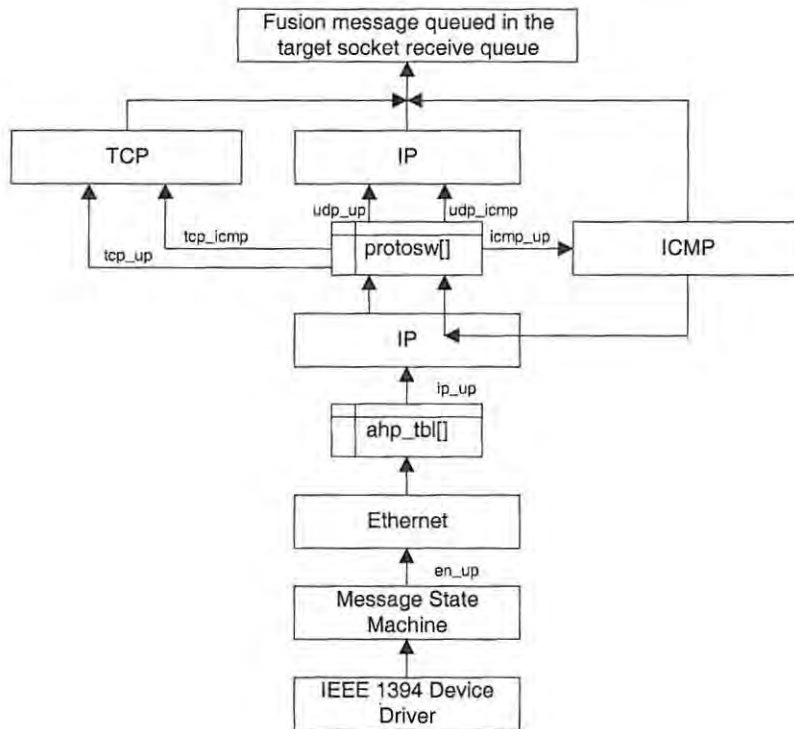 Fusion message queued in the
target socket receive queue
TCP
IP
udp_up
udp_icmp
tcp_icmp
tcp_up
protosw[]
icmp_up
ICMP
IP
ip_up
ahp_tbl[]
Ethernet
en_up
Message State
Machine
IEEE 1394 Device
Driver